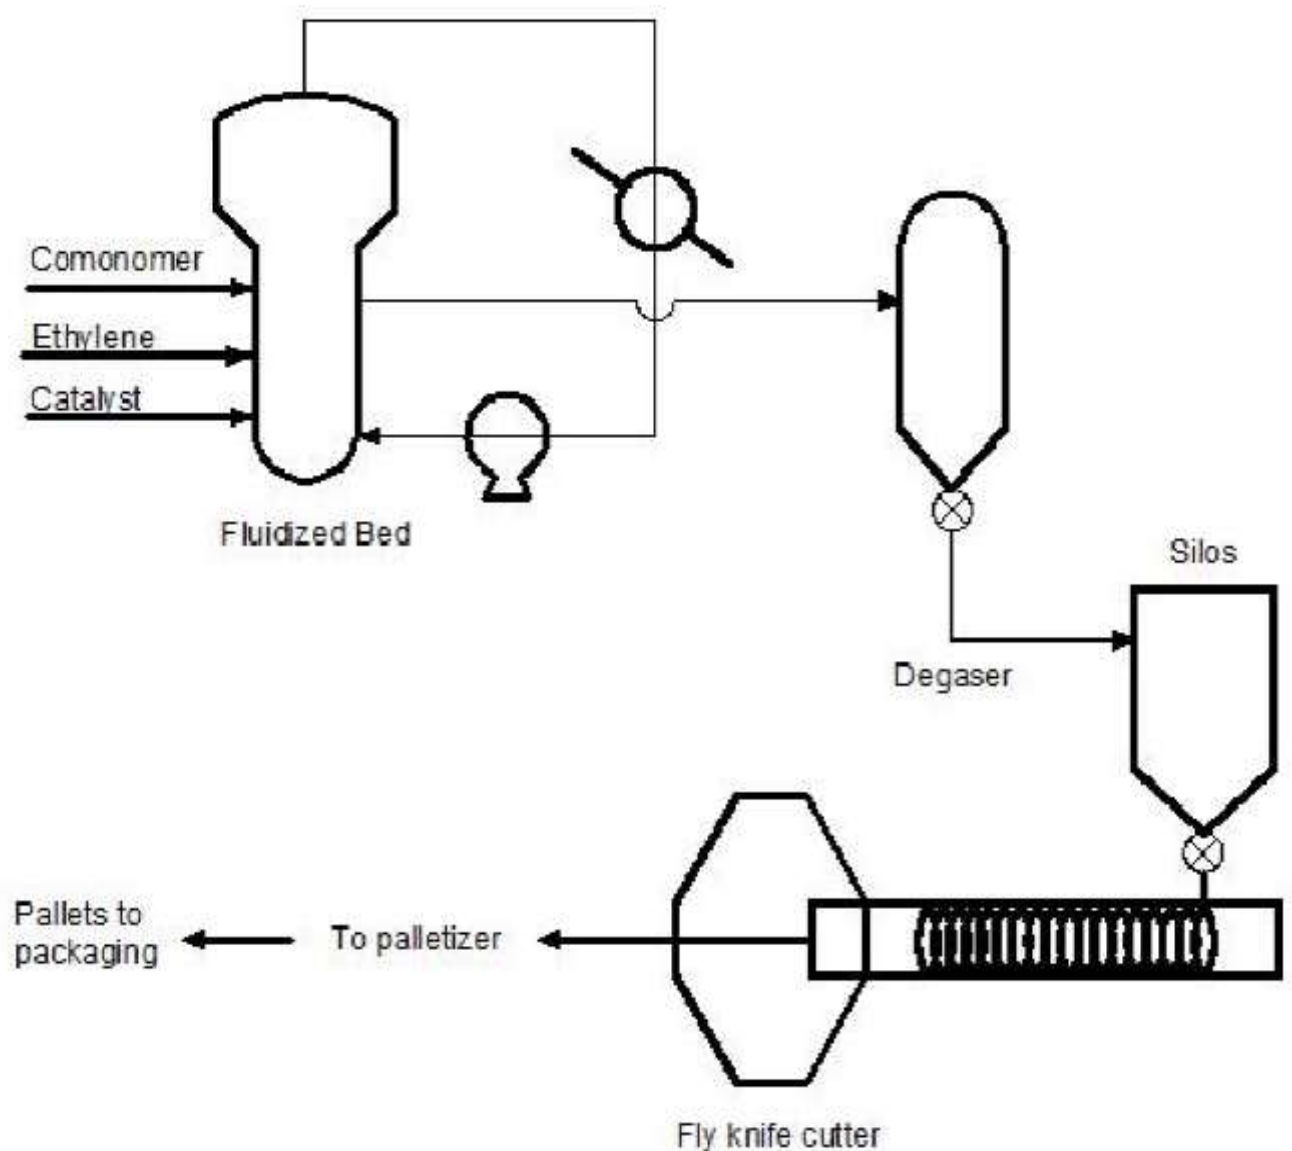 Comonomer
Ethylene
Catalyst
Fluidized Bed
Silos
Degaser
Pallets to
packaging
To palletizer
Fly knife cutter